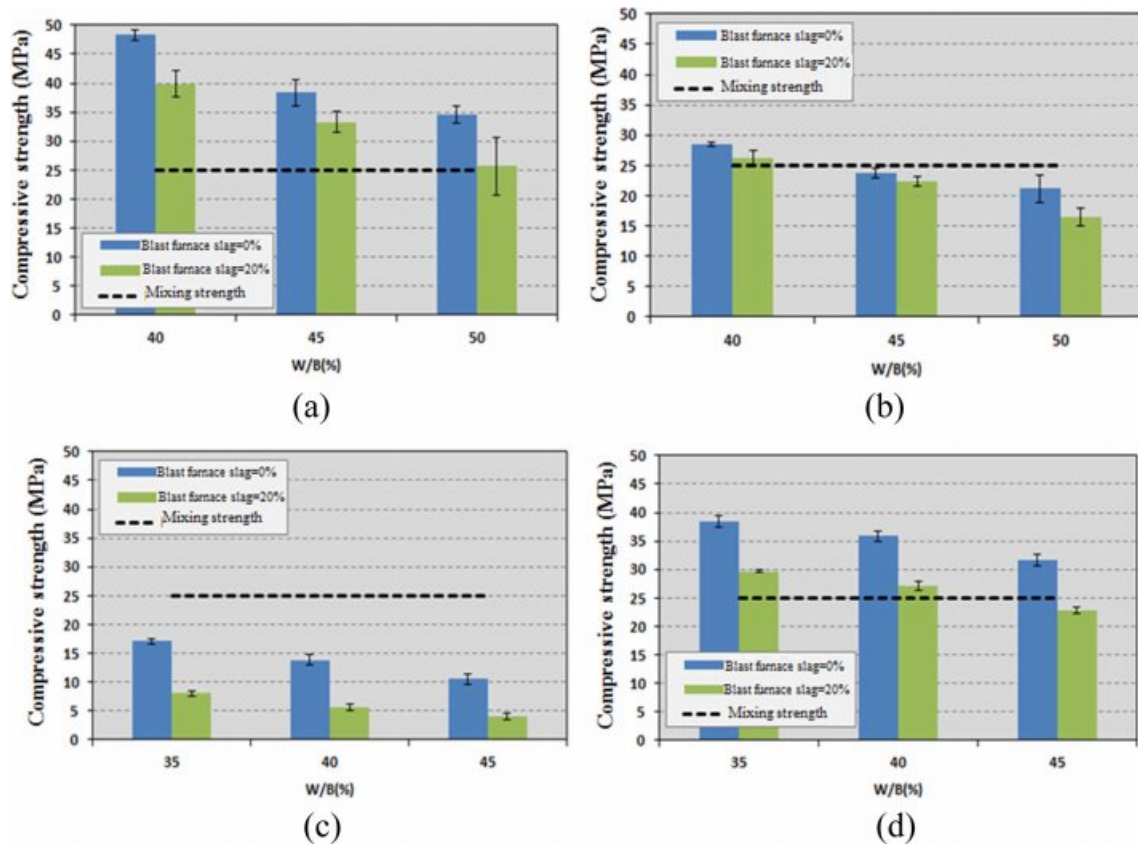 Compressive strength (MPa)
50
45
40
35
30
25
20
15
10
5
0
Blast furnace slag=0%
Blast furnace slag=20%
Mixing strength
40
45
50
W/B(%)
(a)
Compressive strength (MPa)
50
45
40
35
30
25
20
15
10
5
0
Blast furnace slag=0%
Blast furnace slag=20%
Mixing strength
40
45
50
W/B(%)
(b)
Compressive strength (MPa)
50
45
40
35
30
25
20
15
10
5
0
Blast furnace slag=0%
Blast furnace slag=20%
Mixing strength
35
40
45
W/B(%)
(c)
Compressive strength (MPa)
50
45
40
35
30
25
20
15
10
5
0
Blast furnace slag=0%
Blast furnace slag=20%
Mixing strength
35
40
45
W/B(%)
(d)